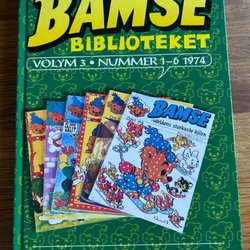 BAMSE
BIBLIOTEKET
VOLYM 3 • NUMMER 1–6 1974
BAMSE
världens starkaste björn